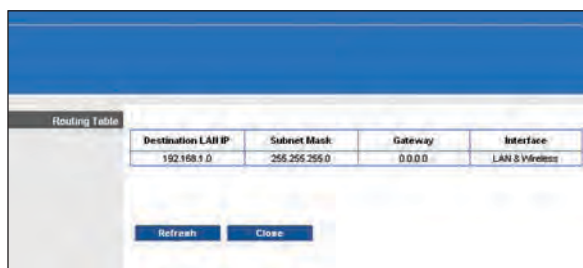 Routing Table
Destination LAN IP Subnet Mask Gateway Interface
192.168.1.0 255.255.255.0 0.0.0.0 LAN & Wireless
Refresh Close